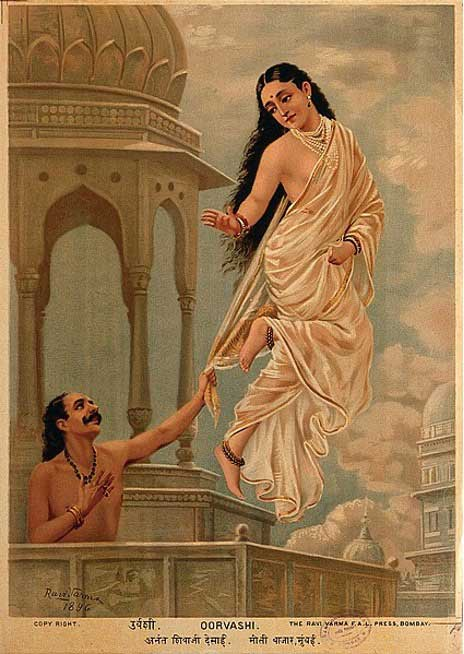 Ravi Varma
1896
COPY RIGHT. उर्वशी. OORVASHI. THE RAVI VARMA F.A.L. PRESS, BOMBAY.
अनंत शिवाजी देसाई. मोती बाजार, मुंबई.